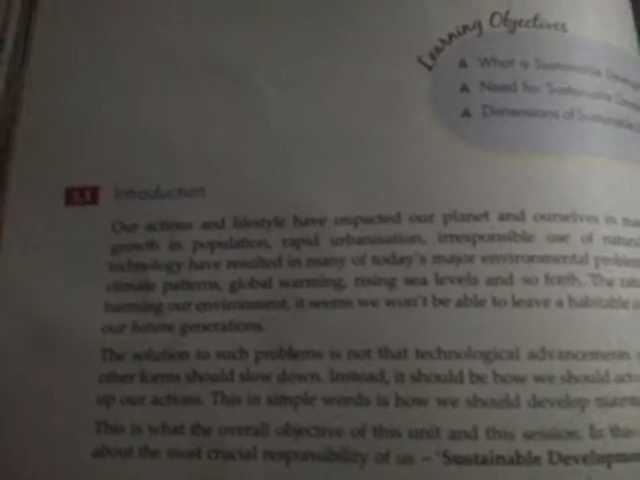 Learning Objectives
What is Sustainable
Need for Sustainable
Dimensions of Sustainable
1.1 Introduction
Our actions and lifestyle have impacted our planet and ourselves in
growth in population, rapid urbanisation, irresponsible use of
technology have resulted in many of today's major environmental
climate patterns, global warming, rising sea levels and so forth. The
harming our environment, it seems we won't be able to leave a habitable
our future generations.
The solution to such problems is not that technological advancements
other forms should slow down. Instead, it should be how we should
up our actions. This in simple words is how we should develop
This is what the overall objective of this unit and this session. In
about the most crucial responsibility of us – 'Sustainable